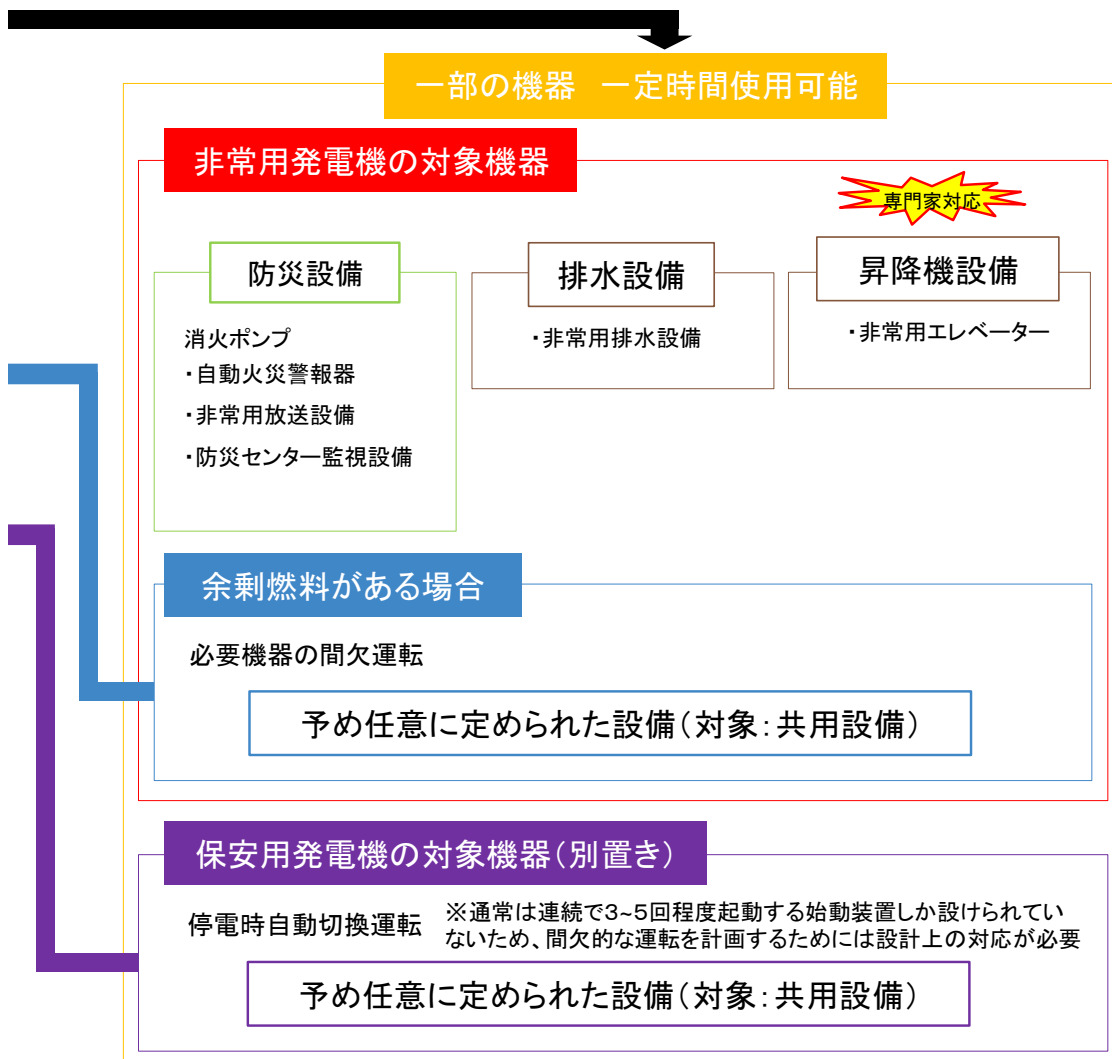 一部の機器　一定時間使用可能
非常用発電機の対象機器
専門家対応
防災設備
消火ポンプ
・自動火災警報器
・非常用放送設備
・防災センター監視設備
排水設備
・非常用排水設備
昇降機設備
・非常用エレベーター
余剰燃料がある場合
必要機器の間欠運転
予め任意に定められた設備（対象：共用設備）
保安用発電機の対象機器（別置き）
停電時自動切換運転
※通常は連続で3~5回程度起動する始動装置しか設けられてい
ないため、間欠的な運転を計画するためには設計上の対応が必要
予め任意に定められた設備（対象：共用設備）